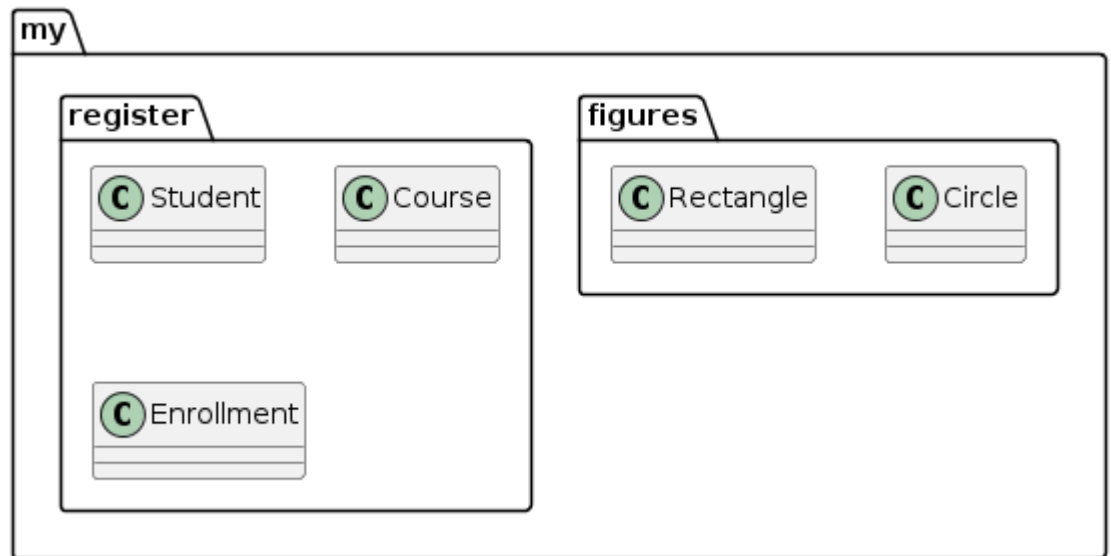 my
register
figures
C Student
C Course
C Rectangle
C Circle
C Enrollment